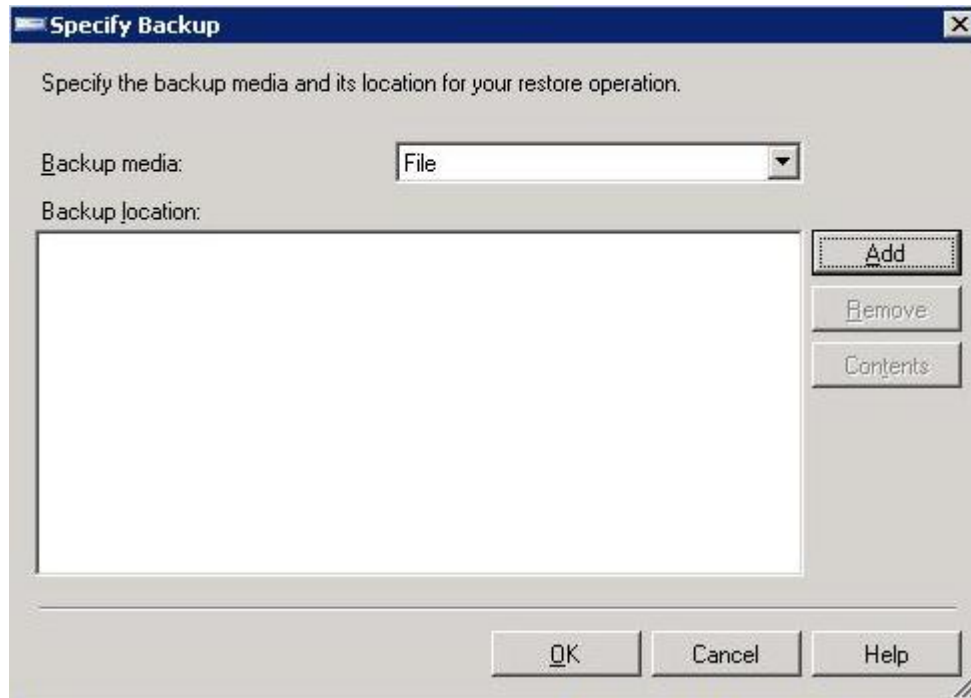 Specify Backup
Specify the backup media and its location for your restore operation.
Backup media:
File
Backup location:
Add
Remove
Contents
OK
Cancel
Help